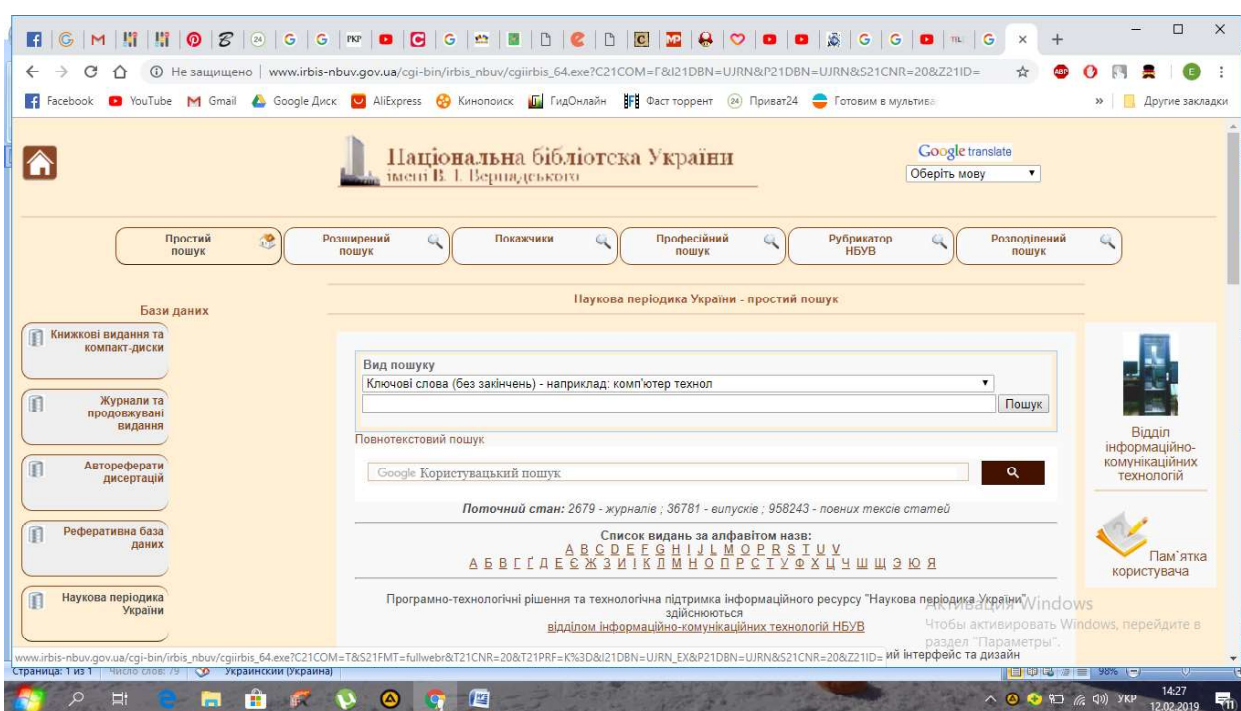 Не защищено | www.irbis-nbuv.gov.ua/cgi-bin/irbis_nbuv/cgiirbis_64.exe?C21COM=F&I21DBN=UJRN&P21DBN=UJRN&S21CNR=20&Z21ID=
Facebook YouTube Gmail Google Диск AliExpress Кинопоиск ГидОнлайн Фаст торрент Приват24 Готовим в мультива » Другие закладки
Національна бібліотека України
імені В. І. Вернадського
Google translate
Оберіть мову
Простий пошук
Розширений пошук
Покажчики
Професійний пошук
Рубрикатор НБУВ
Розподілений пошук
Бази даних
Наукова періодика України - простий пошук
Книжкові видання та
компакт-диски
Журнали та
продовжувані
видання
Автореферати
дисертацій
Реферативна база
даних
Наукова періодика
України
Вид пошуку
Ключові слова (без закінчень) - наприклад: комп'ютер технол
Пошук
Повнотекстовий пошук
Google Користувацький пошук
Поточний стан: 2679 - журналів ; 36781 - випусків ; 958243 - повних текстів статей
Список видань за алфавітом назв:
A B C D E F G H I J L M O P R S T U V
А Б В Г Ґ Д Е Є Ж З И І К Л М Н О П Р С Т У Ф Х Ц Ч Ш Щ Э Ю Я
Програмно-технологічні рішення та технологічна підтримка інформаційного ресурсу "Наукова періодика України"
здійснюються
відділом інформаційно-комунікаційних технологій НБУВ
ий інтерфейс та дизайн
Відділ
інформаційно-
комунікаційних
технологій
Пам`ятка
користувача
Активация Windows
Чтобы активировать Windows, перейдите в
раздел "Параметры".
www.irbis-nbuv.gov.ua/cgi-bin/irbis_nbuv/cgiirbis_64.exe?C21COM=T&S21FMT=fullwebr&T21CNR=20&T21PRF=K%3D&I21DBN=UJRN_EX&P21DBN=UJRN&S21CNR=20&Z21ID=
Страница: 1 из 1 Число слов: 79 Украинский (Украина) 98%
УКР 14:27
12.02.2019